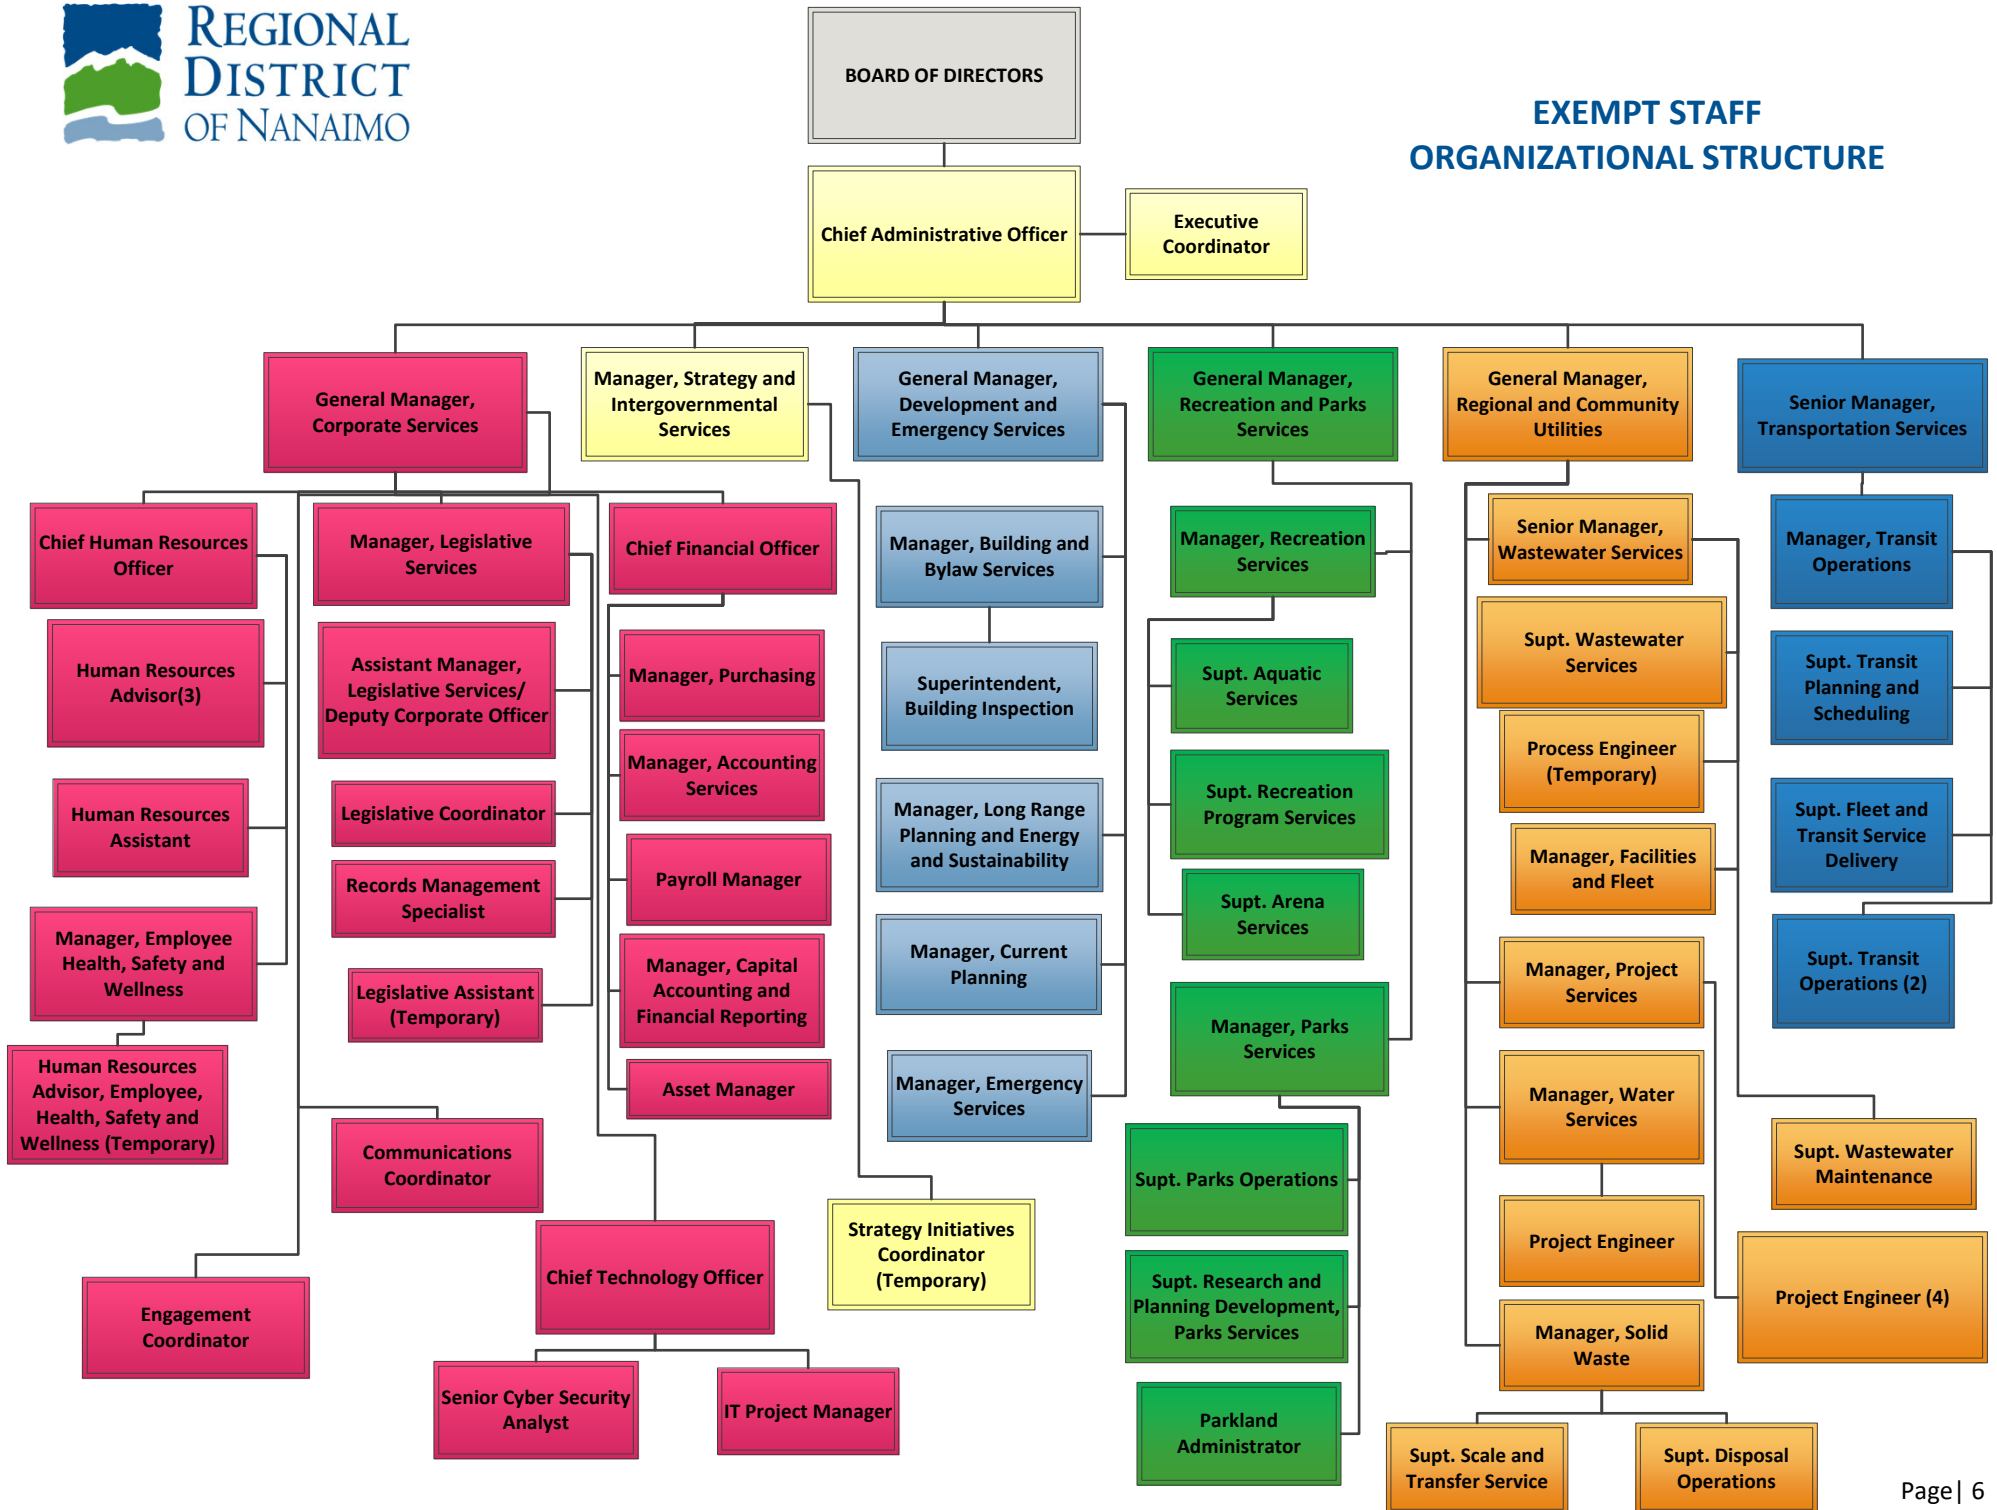 REGIONAL
DISTRICT
OF NANAIMO
BOARD OF DIRECTORS
EXEMPT STAFF
ORGANIZATIONAL STRUCTURE
Chief Administrative Officer
Executive
Coordinator
General Manager,
Corporate Services
Manager, Strategy and
Intergovernmental
Services
General Manager,
Development and
Emergency Services
General Manager,
Recreation and Parks
Services
General Manager,
Regional and Community
Utilities
Senior Manager,
Transportation Services
Chief Human Resources
Officer
Human Resources
Advisor(3)
Human Resources
Assistant
Manager, Employee
Health, Safety and
Wellness
Human Resources
Advisor, Employee,
Health, Safety and
Wellness (Temporary)
Manager, Legislative
Services
Assistant Manager,
Legislative Services/
Deputy Corporate Officer
Legislative Coordinator
Records Management
Specialist
Legislative Assistant
(Temporary)
Chief Financial Officer
Manager, Purchasing
Manager, Accounting
Services
Payroll Manager
Manager, Capital
Accounting and
Financial Reporting
Asset Manager
Communications
Coordinator
Engagement
Coordinator
Chief Technology Officer
Senior Cyber Security
Analyst
IT Project Manager
Strategy Initiatives
Coordinator
(Temporary)
Manager, Building and
Bylaw Services
Superintendent,
Building Inspection
Manager, Long Range
Planning and Energy
and Sustainability
Manager, Current
Planning
Manager, Emergency
Services
Manager, Recreation
Services
Supt. Aquatic
Services
Supt. Recreation
Program Services
Supt. Arena
Services
Manager, Parks
Services
Supt. Parks Operations
Supt. Research and
Planning Development,
Parks Services
Parkland
Administrator
Senior Manager,
Wastewater Services
Supt. Wastewater
Services
Process Engineer
(Temporary)
Manager, Facilities
and Fleet
Manager, Project
Services
Manager, Water
Services
Project Engineer
Manager, Solid
Waste
Supt. Scale and
Transfer Service
Supt. Disposal
Operations
Supt. Wastewater
Maintenance
Project Engineer (4)
Manager, Transit
Operations
Supt. Transit
Planning and
Scheduling
Supt. Fleet and
Transit Service
Delivery
Supt. Transit
Operations (2)
Page| 6